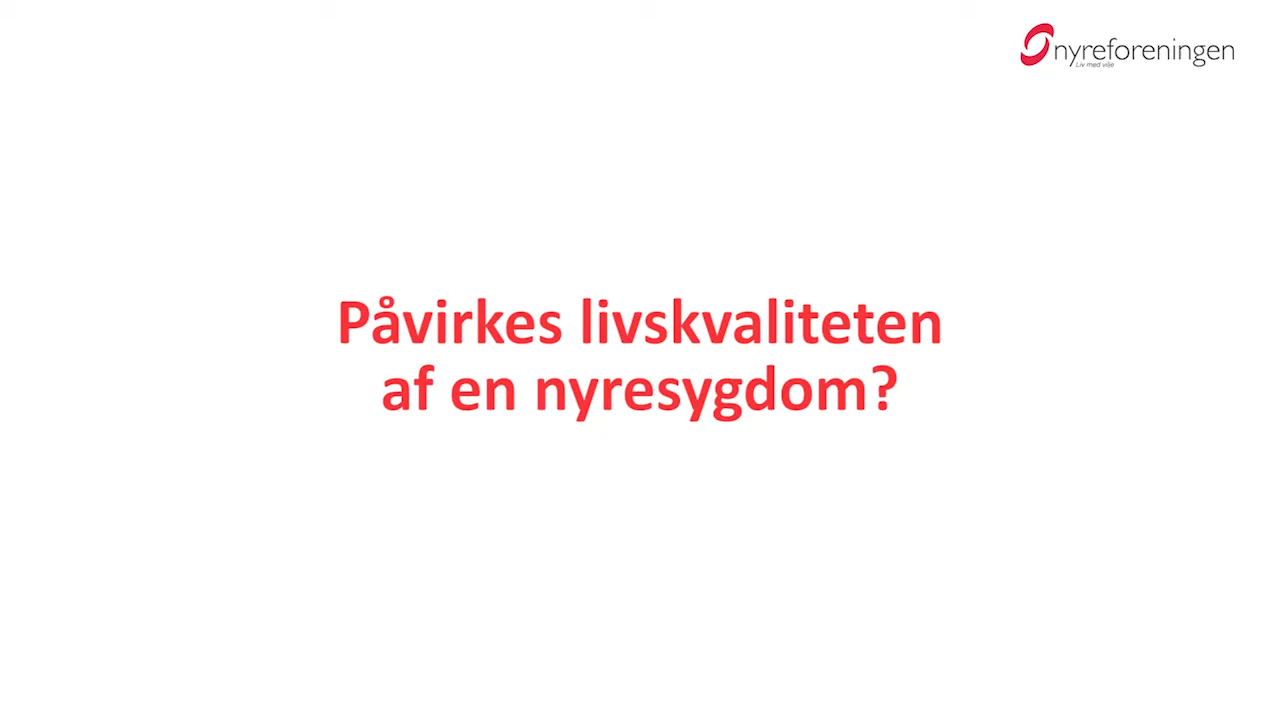 nyreforeningen
Liv med vilje
Påvirkes livskvaliteten
af en nyresygdom?